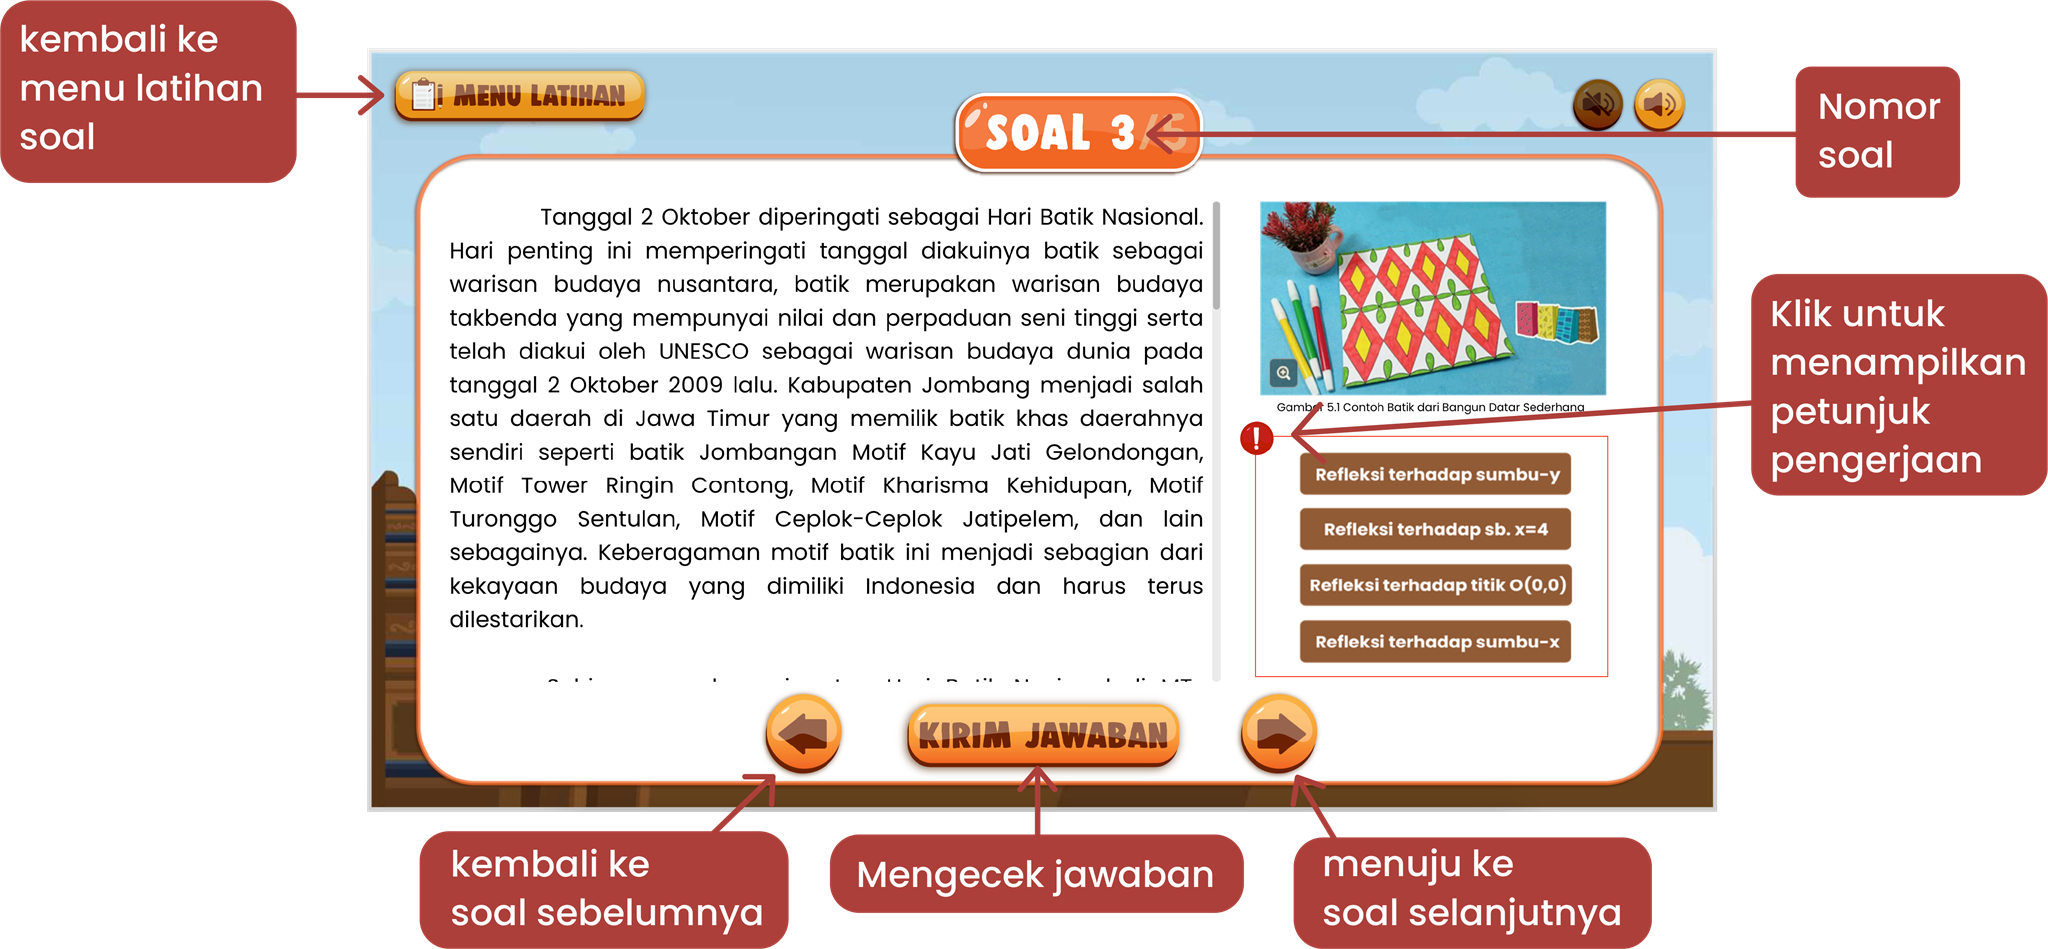 kembali ke
menu latihan
soal
MENU LATIHAN
SOAL 3/5
Nomor
soal
Tanggal 2 Oktober diperingati sebagai Hari Batik Nasional.
Hari penting ini memperingati tanggal diakuinya batik sebagai
warisan budaya nusantara, batik merupakan warisan budaya
takbenda yang mempunyai nilai dan perpaduan seni tinggi serta
telah diakui oleh UNESCO sebagai warisan budaya dunia pada
tanggal 2 Oktober 2009 lalu. Kabupaten Jombang menjadi salah
satu daerah di Jawa Timur yang memilik batik khas daerahnya
sendiri seperti batik Jombangan Motif Kayu Jati Gelondongan,
Motif Tower Ringin Contong, Motif Kharisma Kehidupan, Motif
Turonggo Sentulan, Motif Ceplok-Ceplok Jatipelem, dan lain
sebagainya. Keberagaman motif batik ini menjadi sebagian dari
kekayaan budaya yang dimiliki Indonesia dan harus terus
dilestarikan.
Gambar 5.1 Contoh Batik dari Bangun Datar Sederhana
!
Refleksi terhadap sumbu-y
Refleksi terhadap sb. x=4
Refleksi terhadap titik O(0,0)
Refleksi terhadap sumbu-x
Klik untuk
menampilkan
petunjuk
pengerjaan
KIRIM JAWABAN
kembali ke
soal sebelumnya
Mengecek jawaban
menuju ke
soal selanjutnya